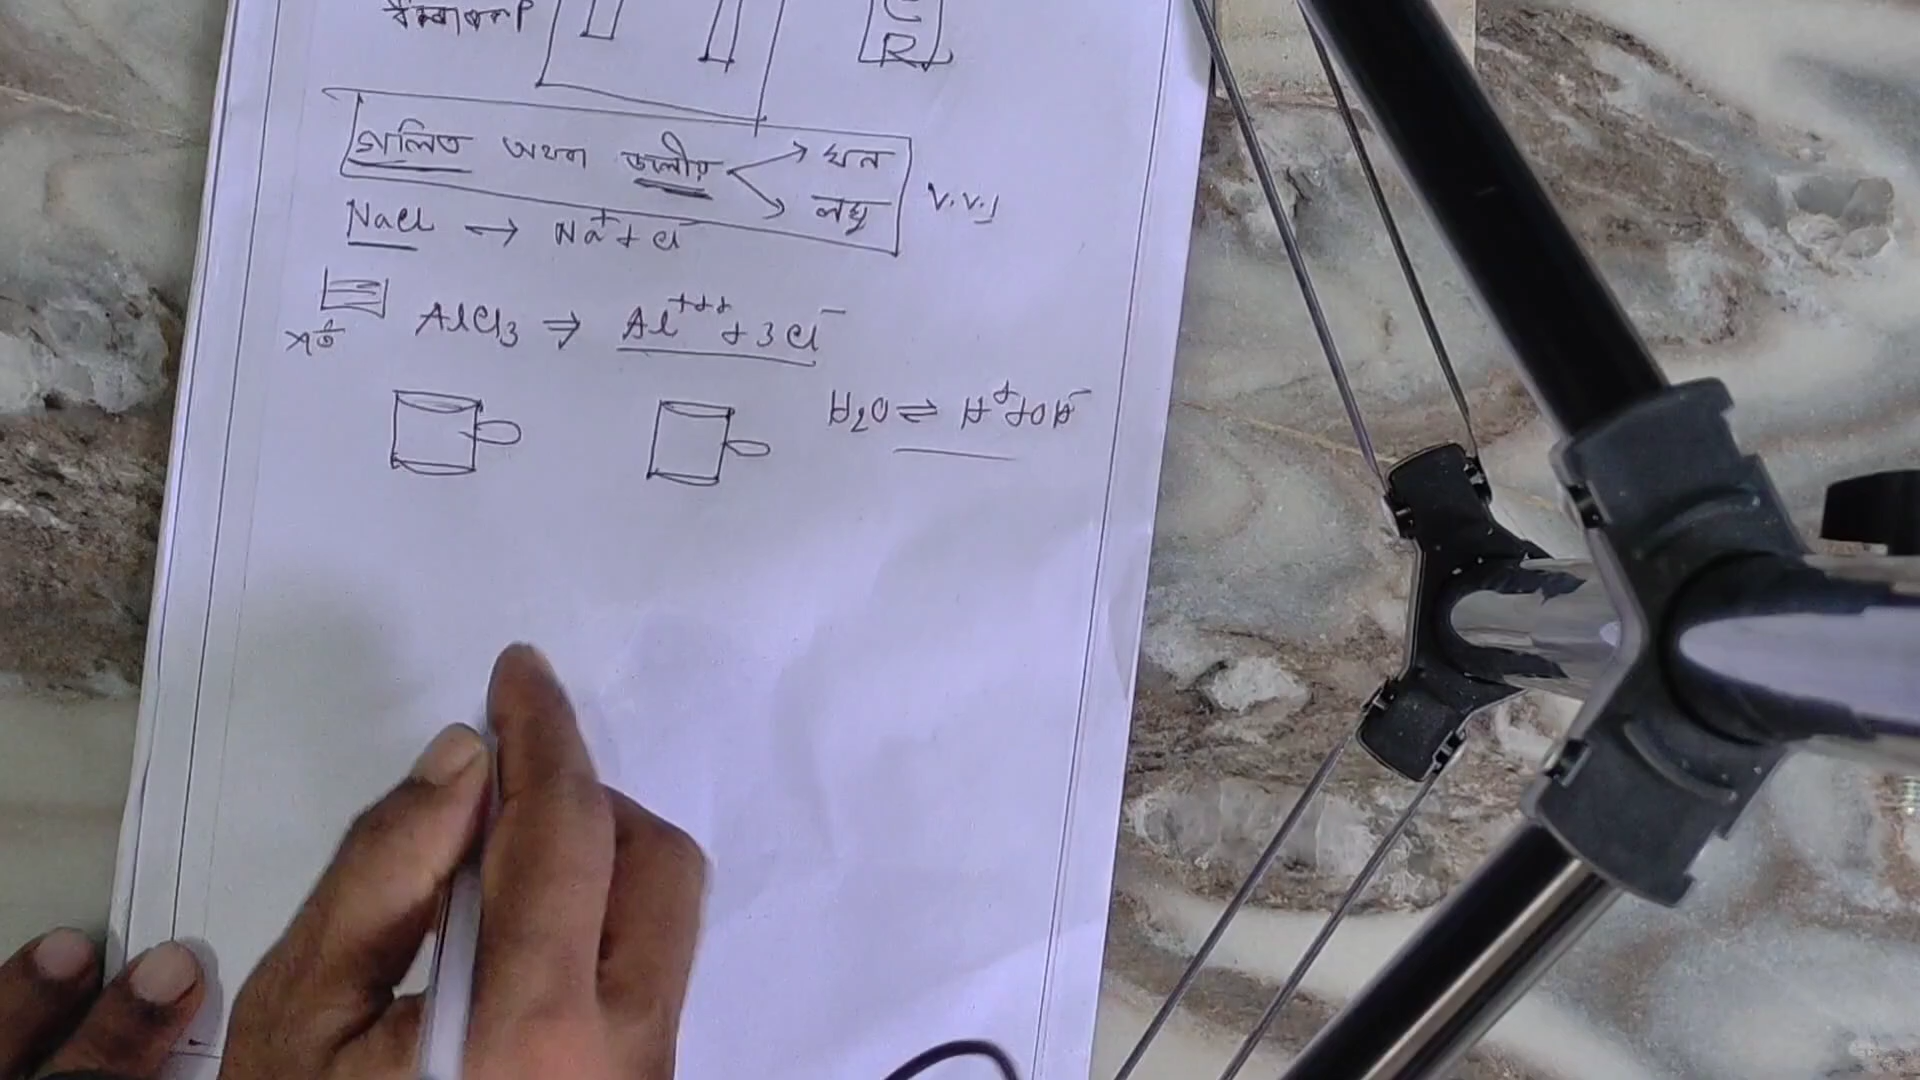 C
R
গলিত অথবা জলীয় → ঘন
→ লঘু
V.V.I
NaCl → Na⁺ + Cl⁻
AlCl₃ ⇒ Al⁺⁺⁺ + 3Cl⁻
H₂O ⇌ H⁺ + OH⁻